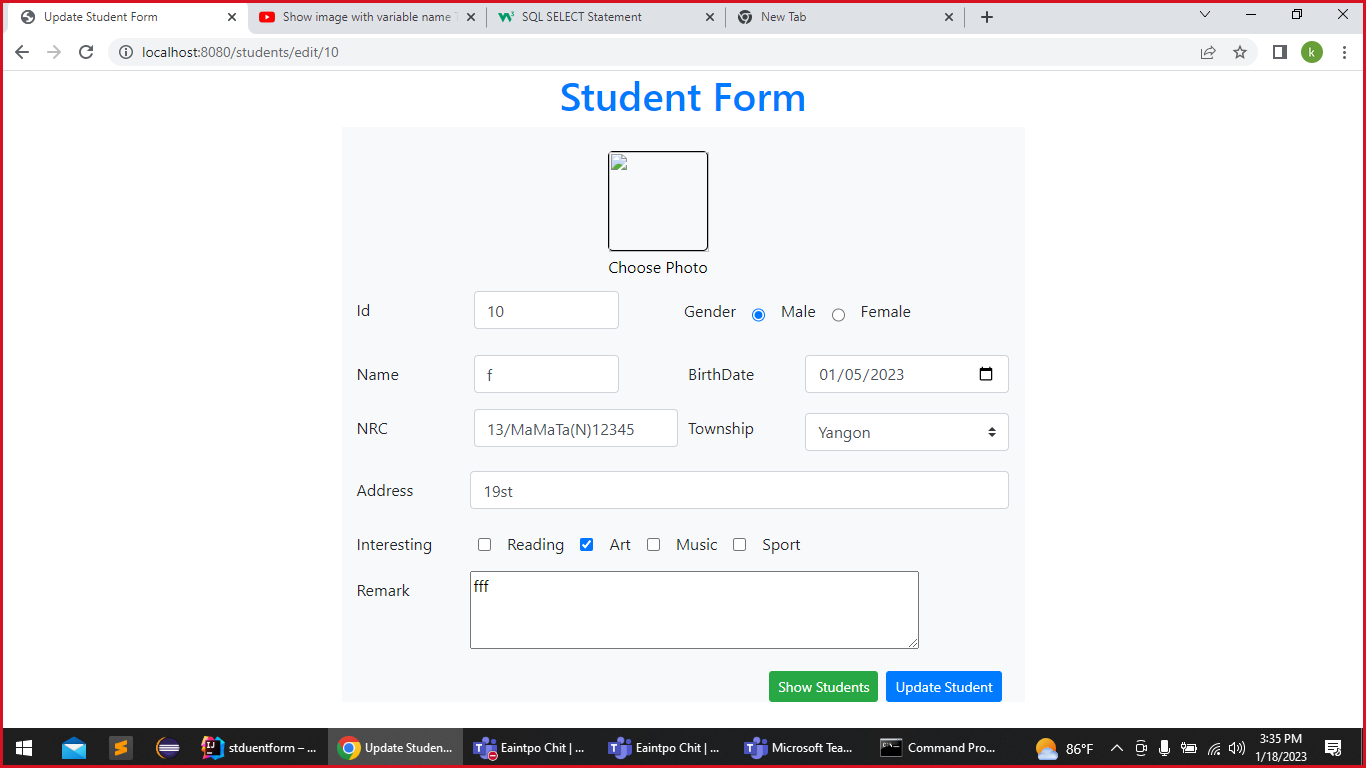 Update Student Form
Show image with variable name
SQL SELECT Statement
New Tab
localhost:8080/students/edit/10
k
Student Form
Choose Photo
Id 10 Gender Male Female
Name f BirthDate 01/05/2023
NRC 13/MaMaTa(N)12345 Township Yangon
Address 19st
Interesting Reading Art Music Sport
Remark fff
Show Students Update Student
stduentform – ...
Update Studen...
Eaintpo Chit | ...
Eaintpo Chit | ...
Microsoft Tea...
Command Pro...
86°F
3:35 PM
1/18/2023